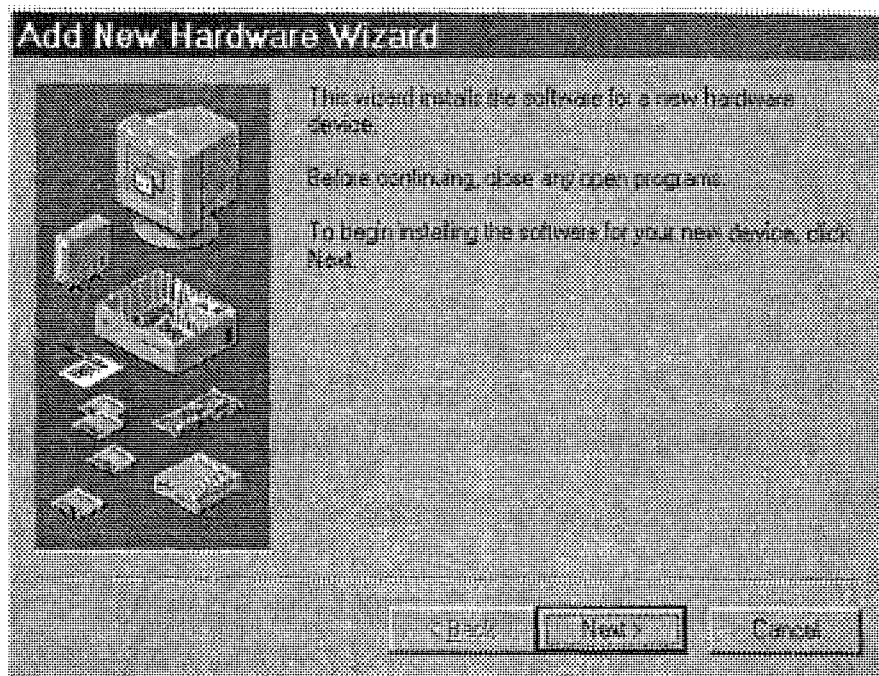 Add New Hardware Wizard
This wizard installs the software for a new hardware
device.
Before continuing, close any open programs.
To begin installing the software for your new device, click
Next.
< Back
Next >
Cancel